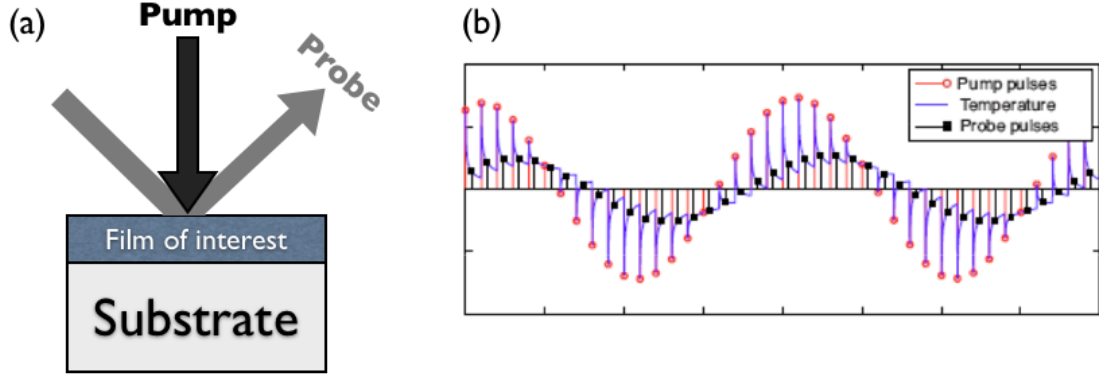 (a)
Pump
Probe
Film of interest
Substrate
(b)
Pump pulses
Temperature
Probe pulses